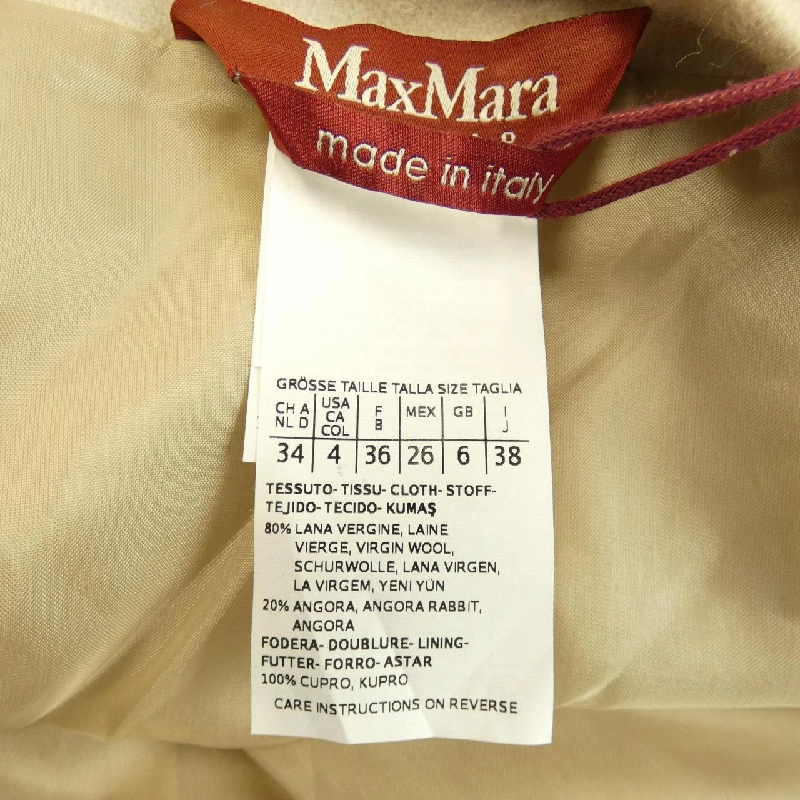 MaxMara
made in italy
GRÖSSE TAILLE TALLA SIZE TAGLIA
CH A NL D USA CA COL F B MEX GB I J
34 4 36 26 6 38
TESSUTO- TISSU- CLOTH- STOFF-
TEJIDO- TECIDO- KUMAŞ
80% LANA VERGINE, LAINE
VIERGE, VIRGIN WOOL,
SCHURWOLLE, LANA VIRGEN,
LA VIRGEM, YENI YÜN
20% ANGORA, ANGORA RABBIT,
ANGORA
FODERA- DOUBLURE- LINING-
FUTTER- FORRO- ASTAR
100% CUPRO, KUPRO
CARE INSTRUCTIONS ON REVERSE